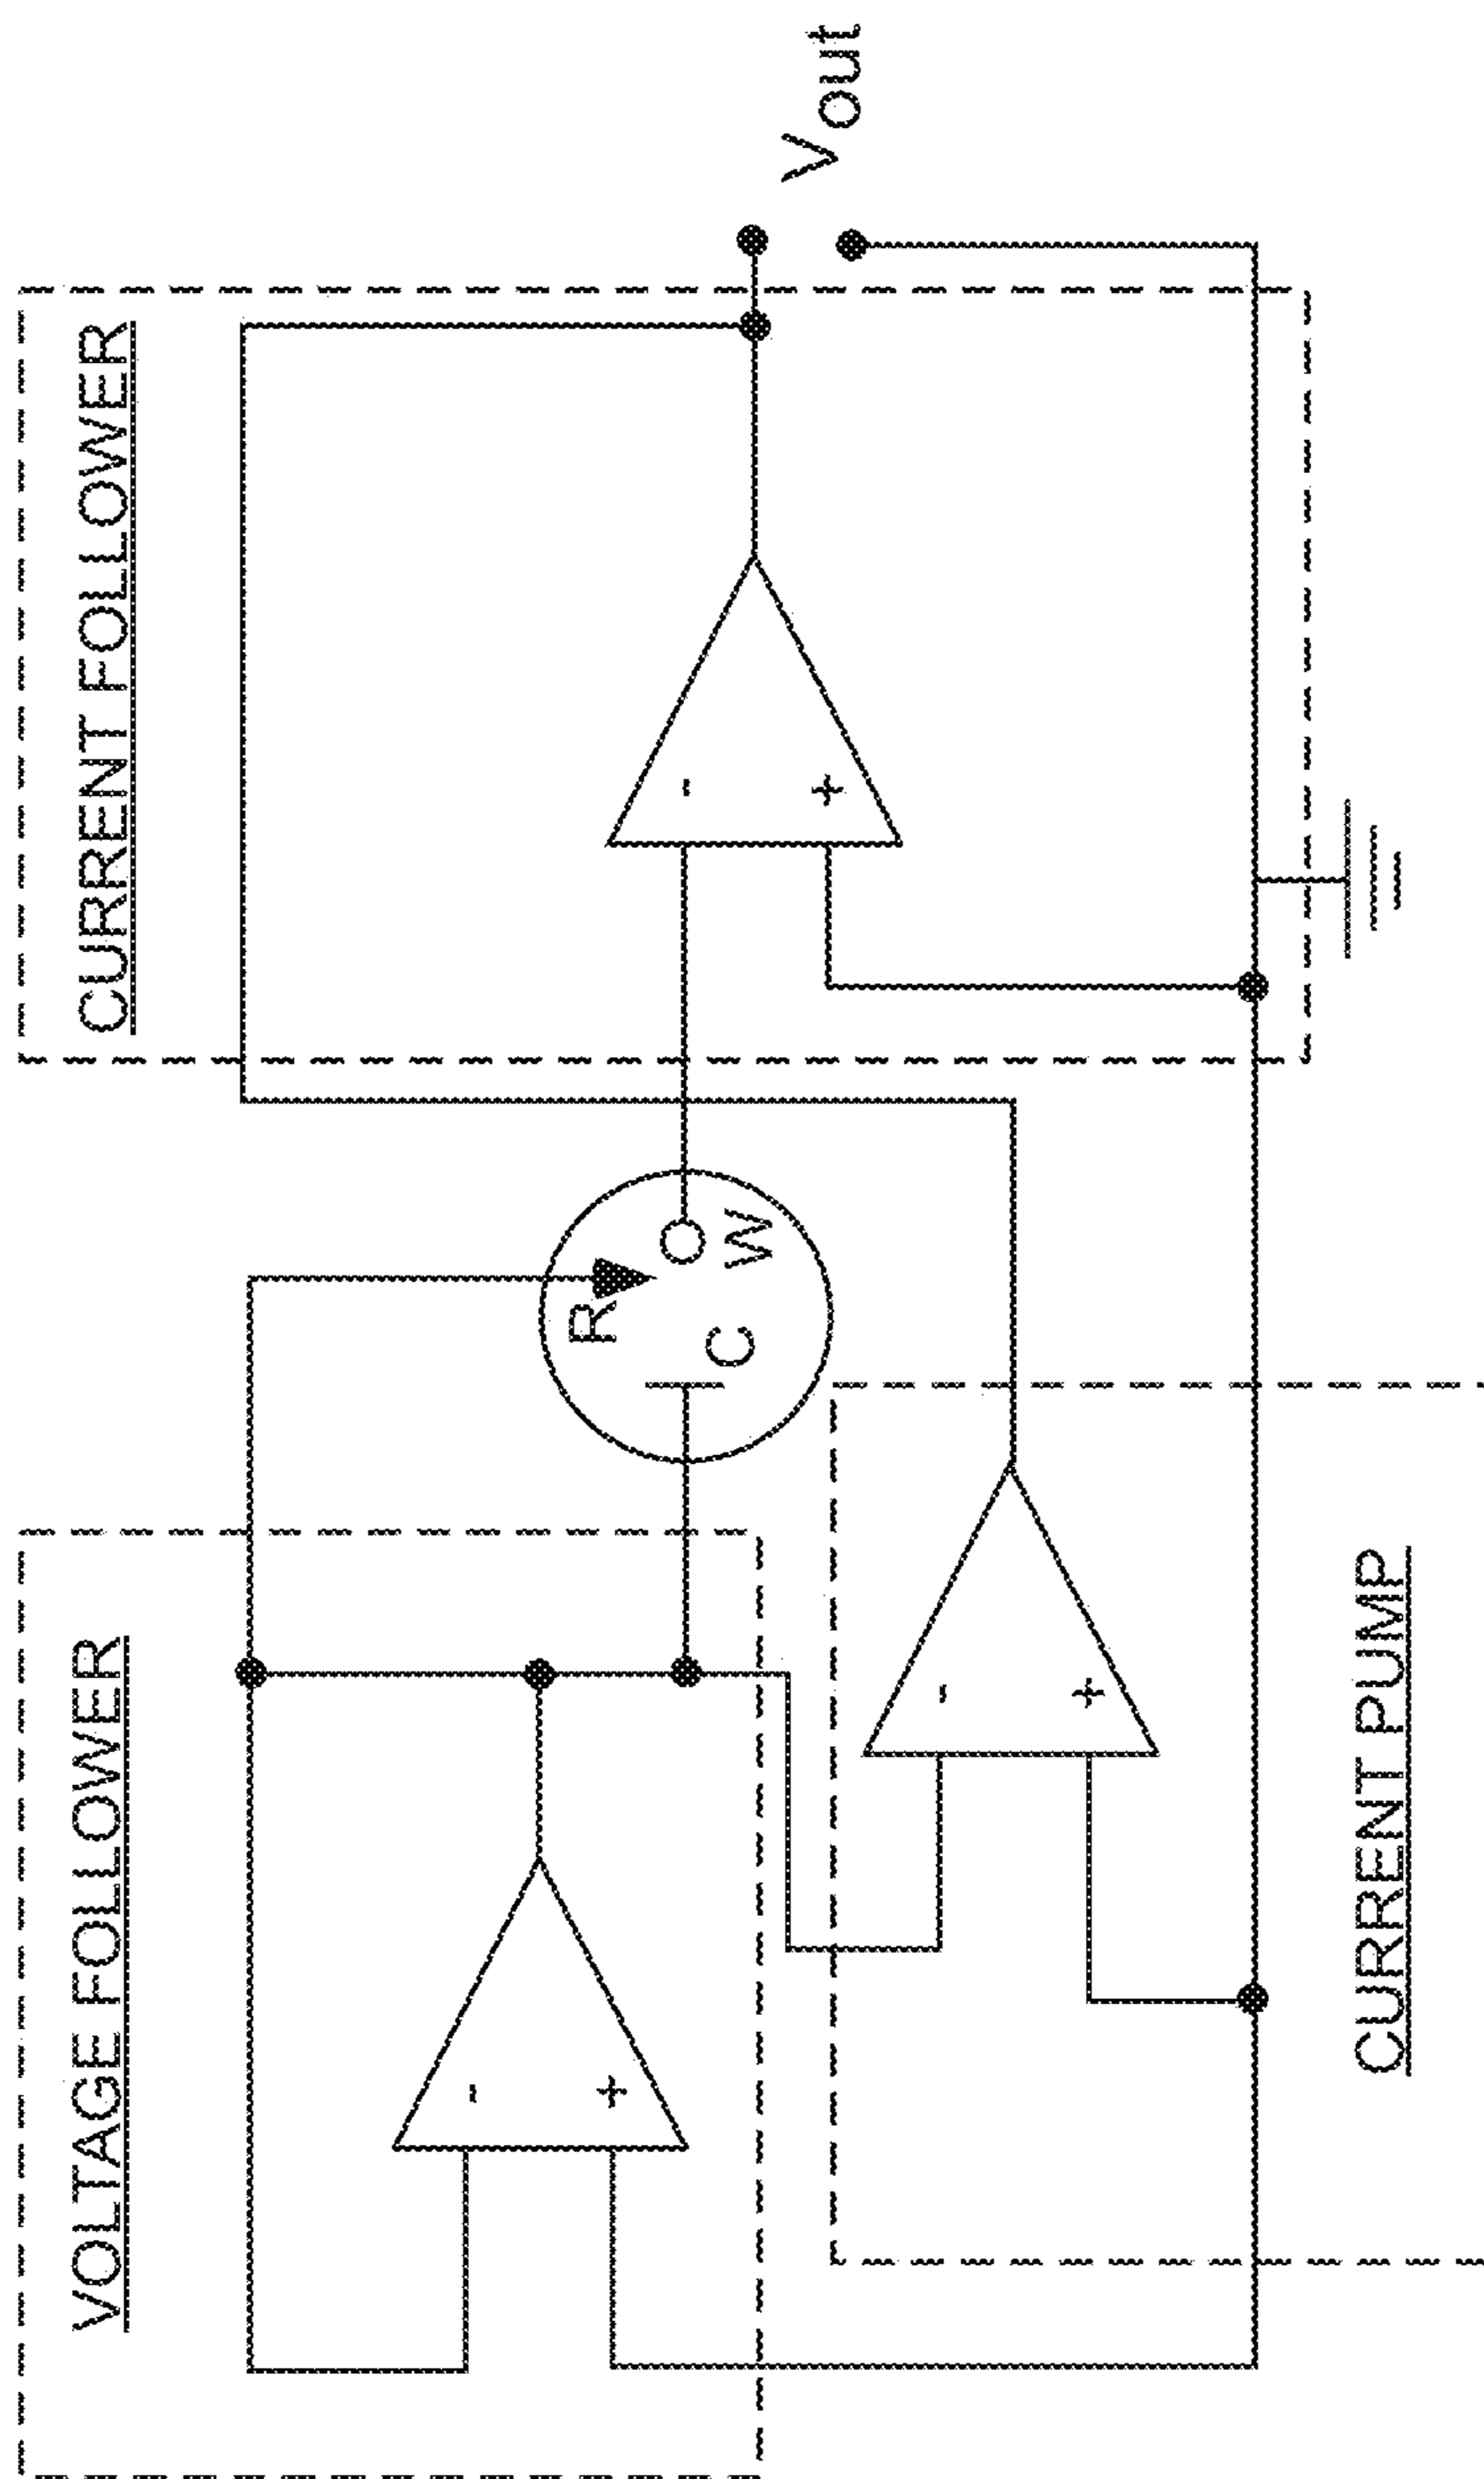 VOLTAGE FOLLOWER
CURRENT FOLLOWER
-
+
R
C
W
-
+
Vout
-
+
CURRENT PUMP